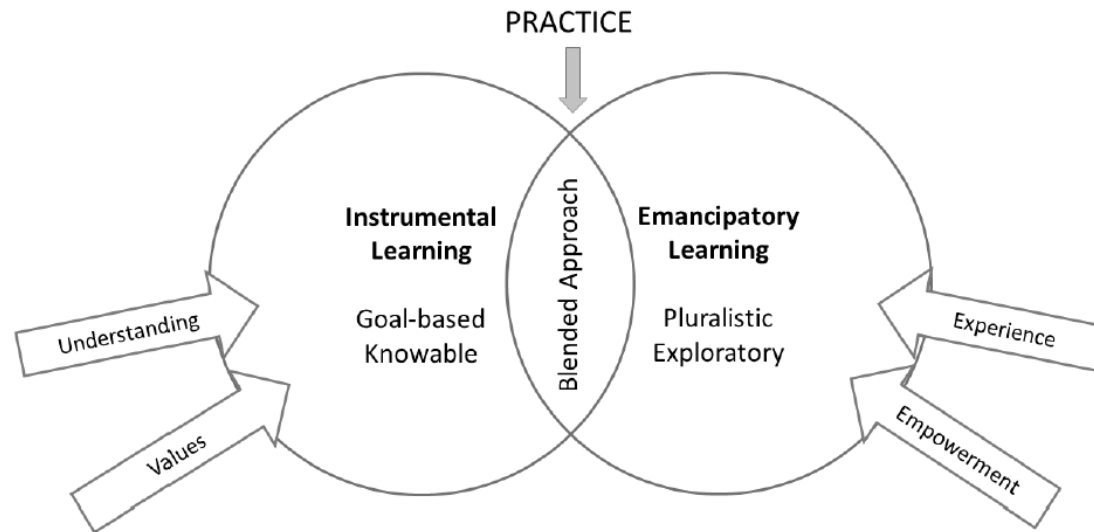 PRACTICE
Instrumental
Learning
Goal-based
Knowable
Blended Approach
Emancipatory
Learning
Pluralistic
Exploratory
Understanding
Values
Experience
Empowerment